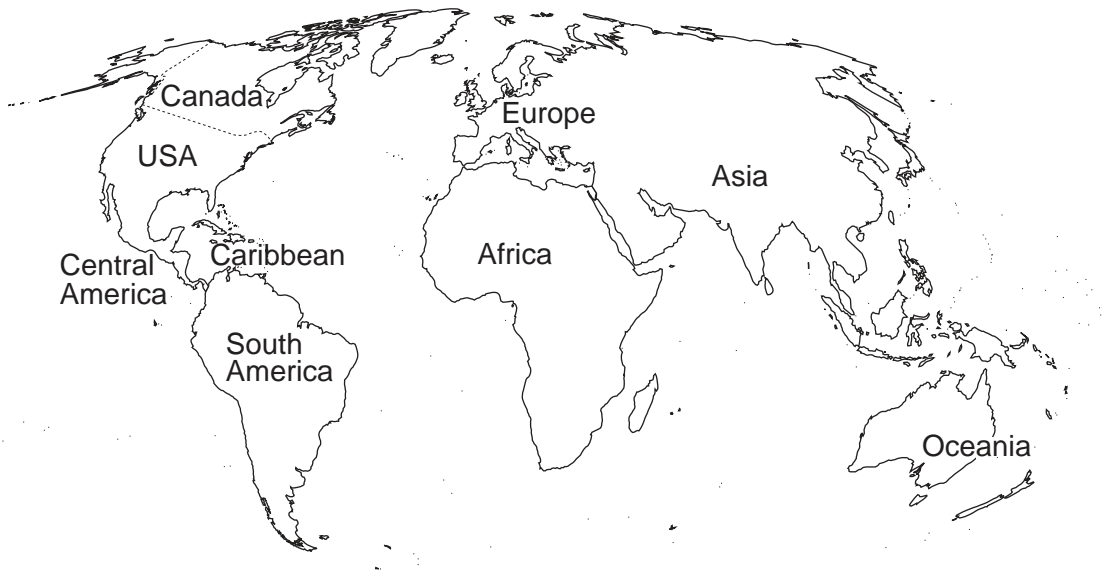 Canada
Europe
USA
Asia
Caribbean
Africa
Central
America
South
America
Oceania